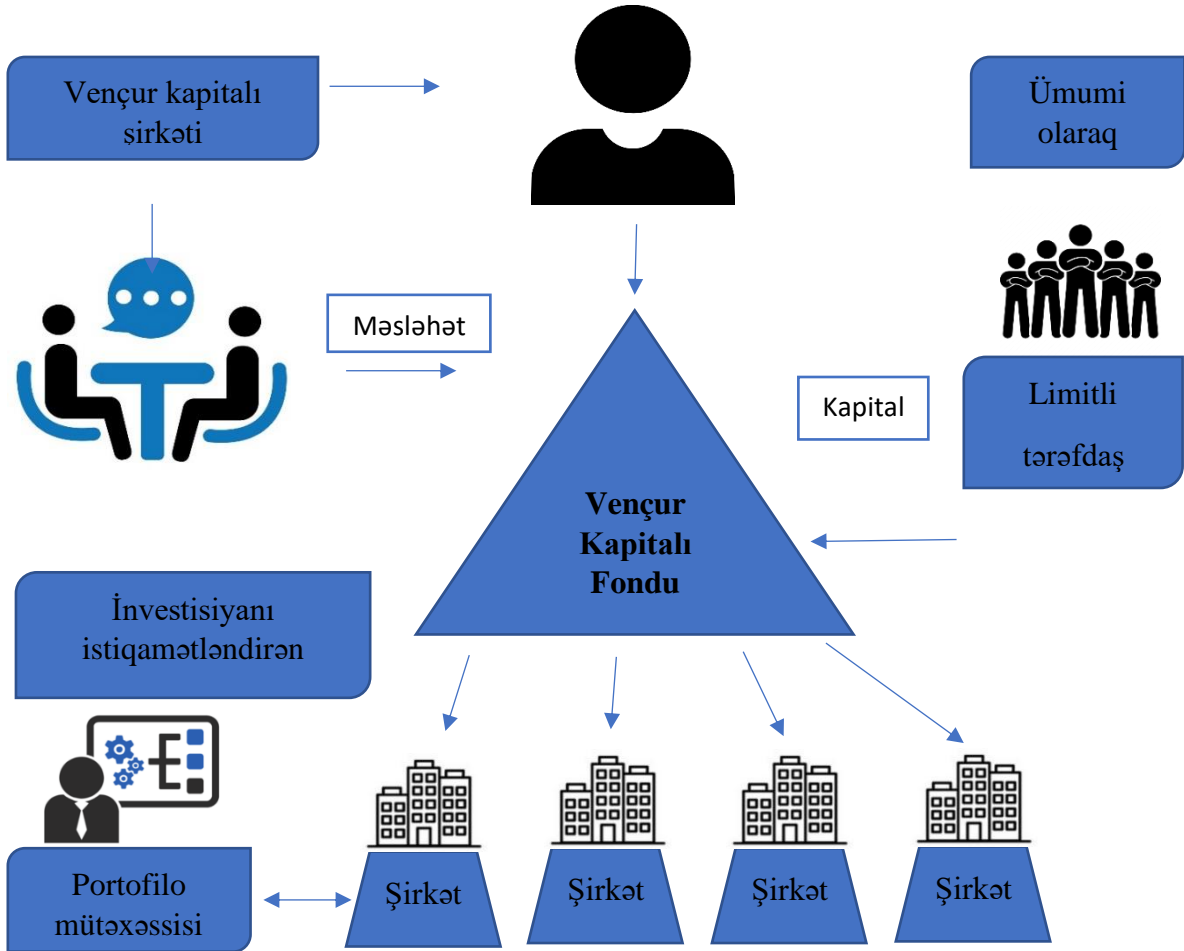 Vençur kapitalı
şirkəti
Ümumi
olaraq
Məsləhət
Kapital
Limitli
tərəfdaş
Vençur
Kapitalı
Fondu
İnvestisiyanı
istiqamətləndirən
Portofilo
mütəxəssisi
Şirkət
Şirkət
Şirkət
Şirkət